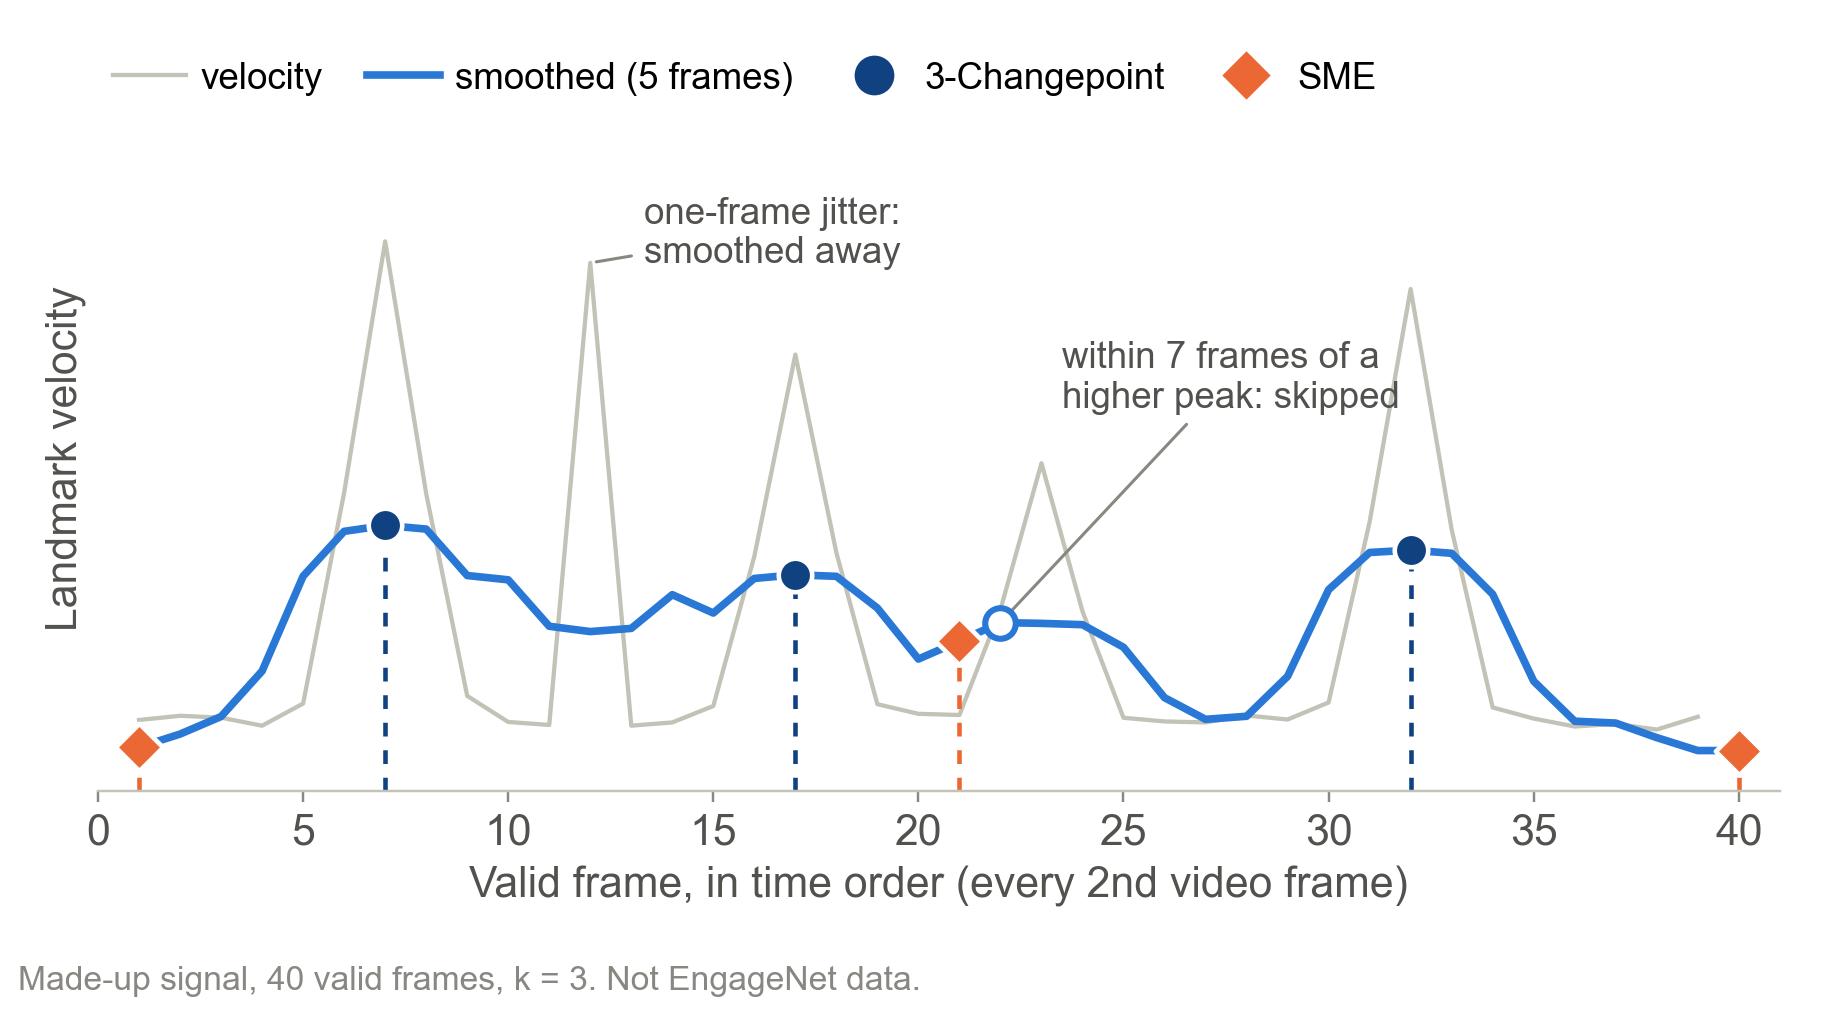 velocity
smoothed (5 frames)
3-Changepoint
SME
one-frame jitter:
smoothed away
within 7 frames of a
higher peak: skipped
Landmark velocity
0 5 10 15 20 25 30 35 40
Valid frame, in time order (every 2nd video frame)
Made-up signal, 40 valid frames, k = 3. Not EngageNet data.